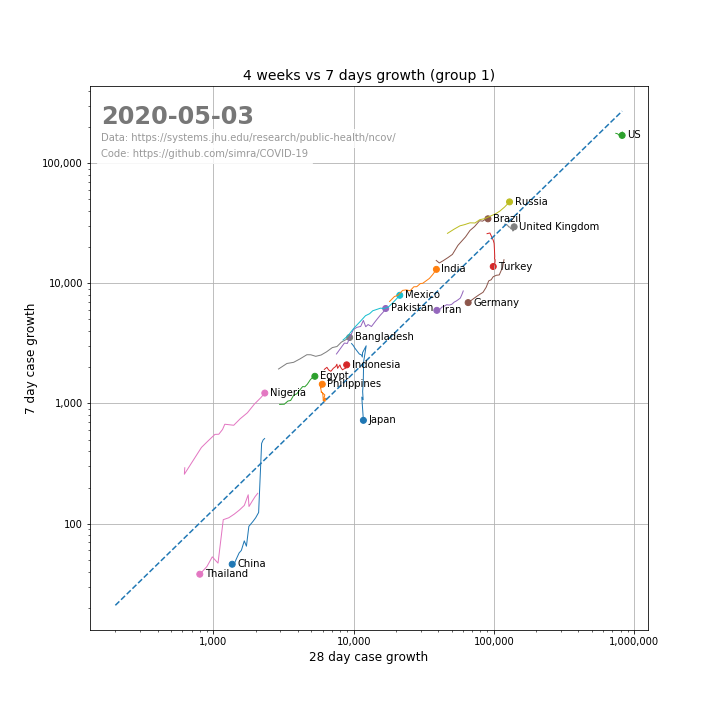 4 weeks vs 7 days growth (group 1)
2020-05-03
Data: https://systems.jhu.edu/research/public-health/ncov/
Code: https://github.com/simra/COVID-19
US
100,000
Russia
Brazil
United Kingdom
India
Turkey
10,000
Mexico
Germany
Pakistan
Iran
Bangladesh
Indonesia
Egypt
Philippines
Nigeria
1,000
Japan
100
China
Thailand
1,000
10,000
100,000
1,000,000
28 day case growth
7 day case growth